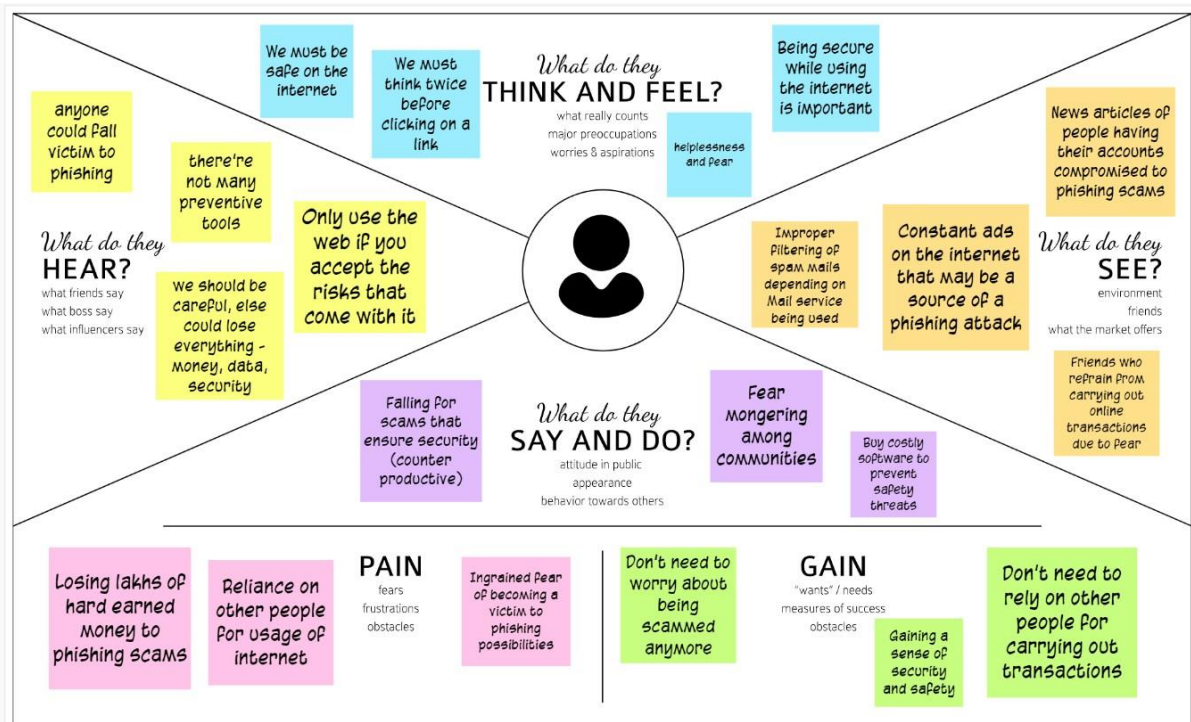 We must be
safe on the
internet
We must
think twice
before
clicking on a
link
What do they
THINK AND FEEL?
what really counts
major preoccupations
worries & aspirations
helplessness
and fear
Being secure
while using
the internet
is important
anyone
could fall
victim to
phishing
there're
not many
preventive
tools
Only use the
web if you
accept the
risks that
come with it
What do they
HEAR?
what friends say
what boss say
what influencers say
we should be
careful, else
could lose
everything -
money, data,
security
News articles of
people having
their accounts
compromised to
phishing scams
Improper
filtering of
spam mails
depending on
Mail service
being used
Constant ads
on the internet
that may be a
source of a
phishing attack
What do they
SEE?
environment
friends
what the market offers
Friends who
refrain from
carrying out
online
transactions
due to fear
Falling for
scams that
ensure security
(counter
productive)
What do they
SAY AND DO?
attitude in public
appearance
behavior towards others
Fear
mongering
among
communities
Buy costly
software to
prevent
safety
threats
Losing lakhs of
hard earned
money to
phishing scams
Reliance on
other people
for usage of
internet
PAIN
fears
frustrations
obstacles
Ingrained fear
of becoming a
victim to
phishing
possibilities
Don't need to
worry about
being
scammed
anymore
GAIN
"wants" / needs
measures of success
obstacles
Gaining a
sense of
security
and safety
Don't need to
rely on other
people for
carrying out
transactions